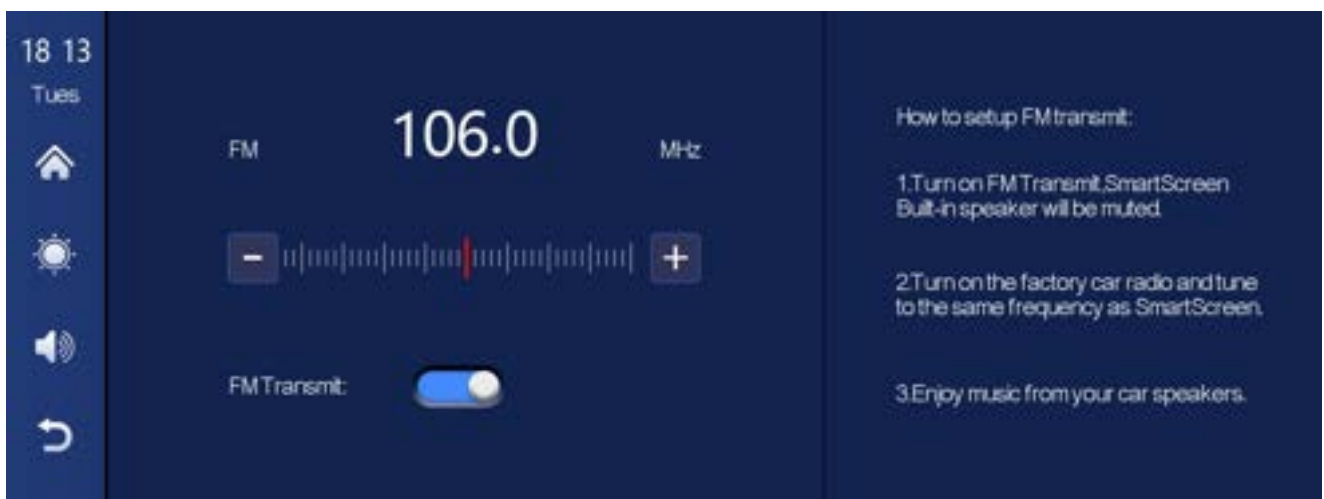 18 13
Tues
FM 106.0 MHz
- +
FM Transmit:
How to setup FM transmit:
1.Turn on FM Transmit,SmartScreen
Built-in speaker will be muted.
2.Turn on the factory car radio and tune
to the same frequency as SmartScreen.
3.Enjoy music from your car speakers.